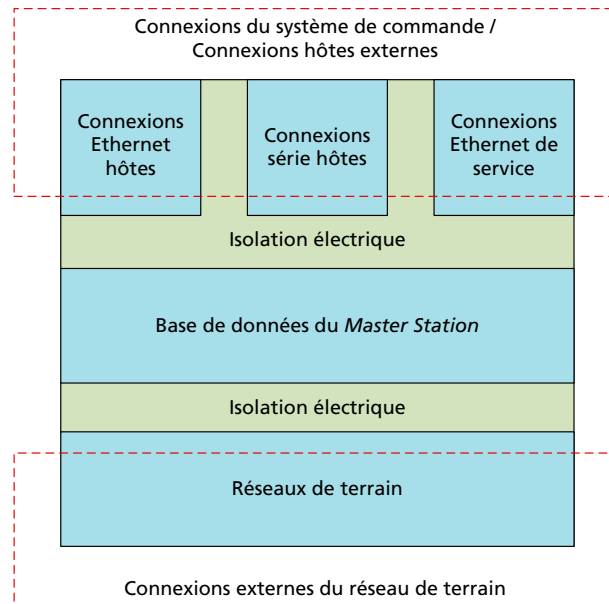 Connexions du système de commande /
Connexions hôtes externes
Connexions
Ethernet
hôtes
Connexions
série hôtes
Connexions
Ethernet de
service
Isolation électrique
Base de données du Master Station
Isolation électrique
Réseaux de terrain
Connexions externes du réseau de terrain